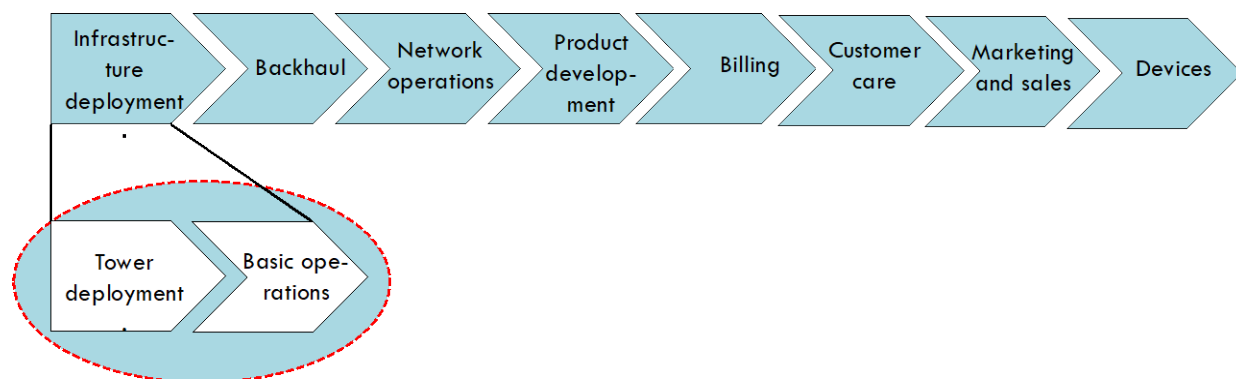 Infrastruc-
ture
deployment
Backhaul
Network
operations
Product
develop-
ment
Billing
Customer
care
Marketing
and sales
Devices
Tower
deployment
Basic ope-
rations